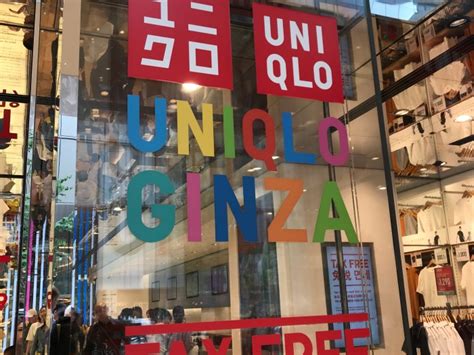 ユニ
クロ
UNI
QLO
UNIQLO
GINZA
TAX FREE
TAX FREE